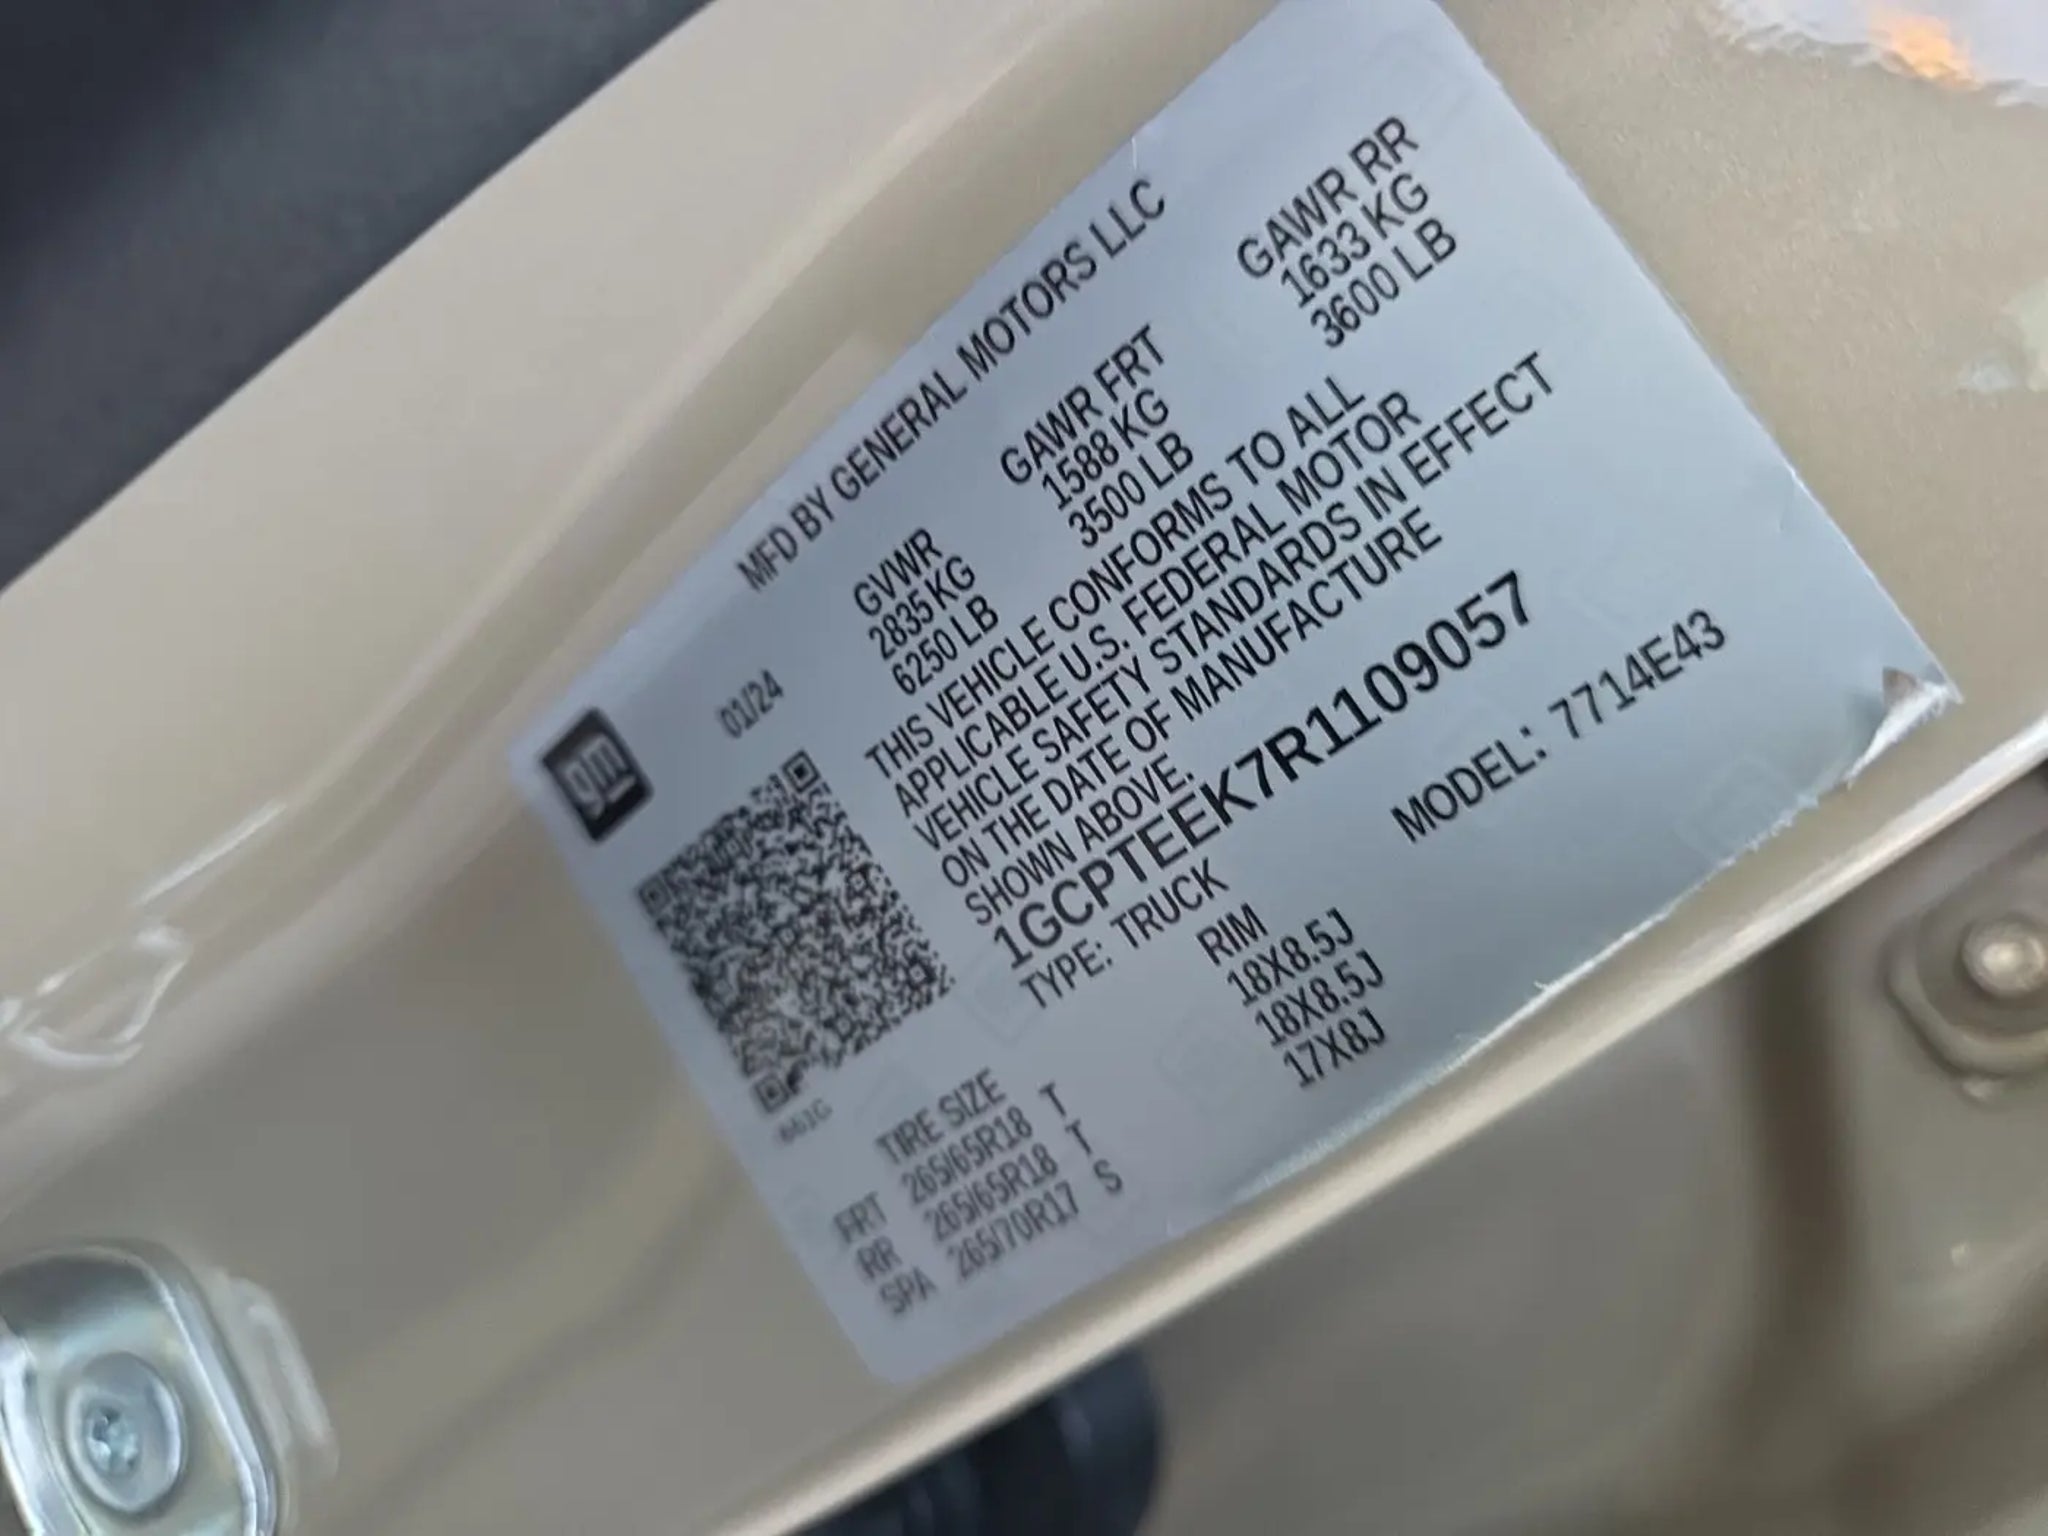 gm
MFD BY GENERAL MOTORS LLC
01/24
GVWR GAWR FRT GAWR RR
2835 KG 1588 KG 1633 KG
6250 LB 3500 LB 3600 LB
THIS VEHICLE CONFORMS TO ALL
APPLICABLE U.S. FEDERAL MOTOR
VEHICLE SAFETY STANDARDS IN EFFECT
ON THE DATE OF MANUFACTURE
SHOWN ABOVE.
1GCPTEEK7R1109057
TYPE: TRUCK MODEL: 7714E43
TIRE SIZE RIM
FRT 265/65R18 T 18X8.5J
RR 265/65R18 T 18X8.5J
SPA 265/70R17 S 17X8J